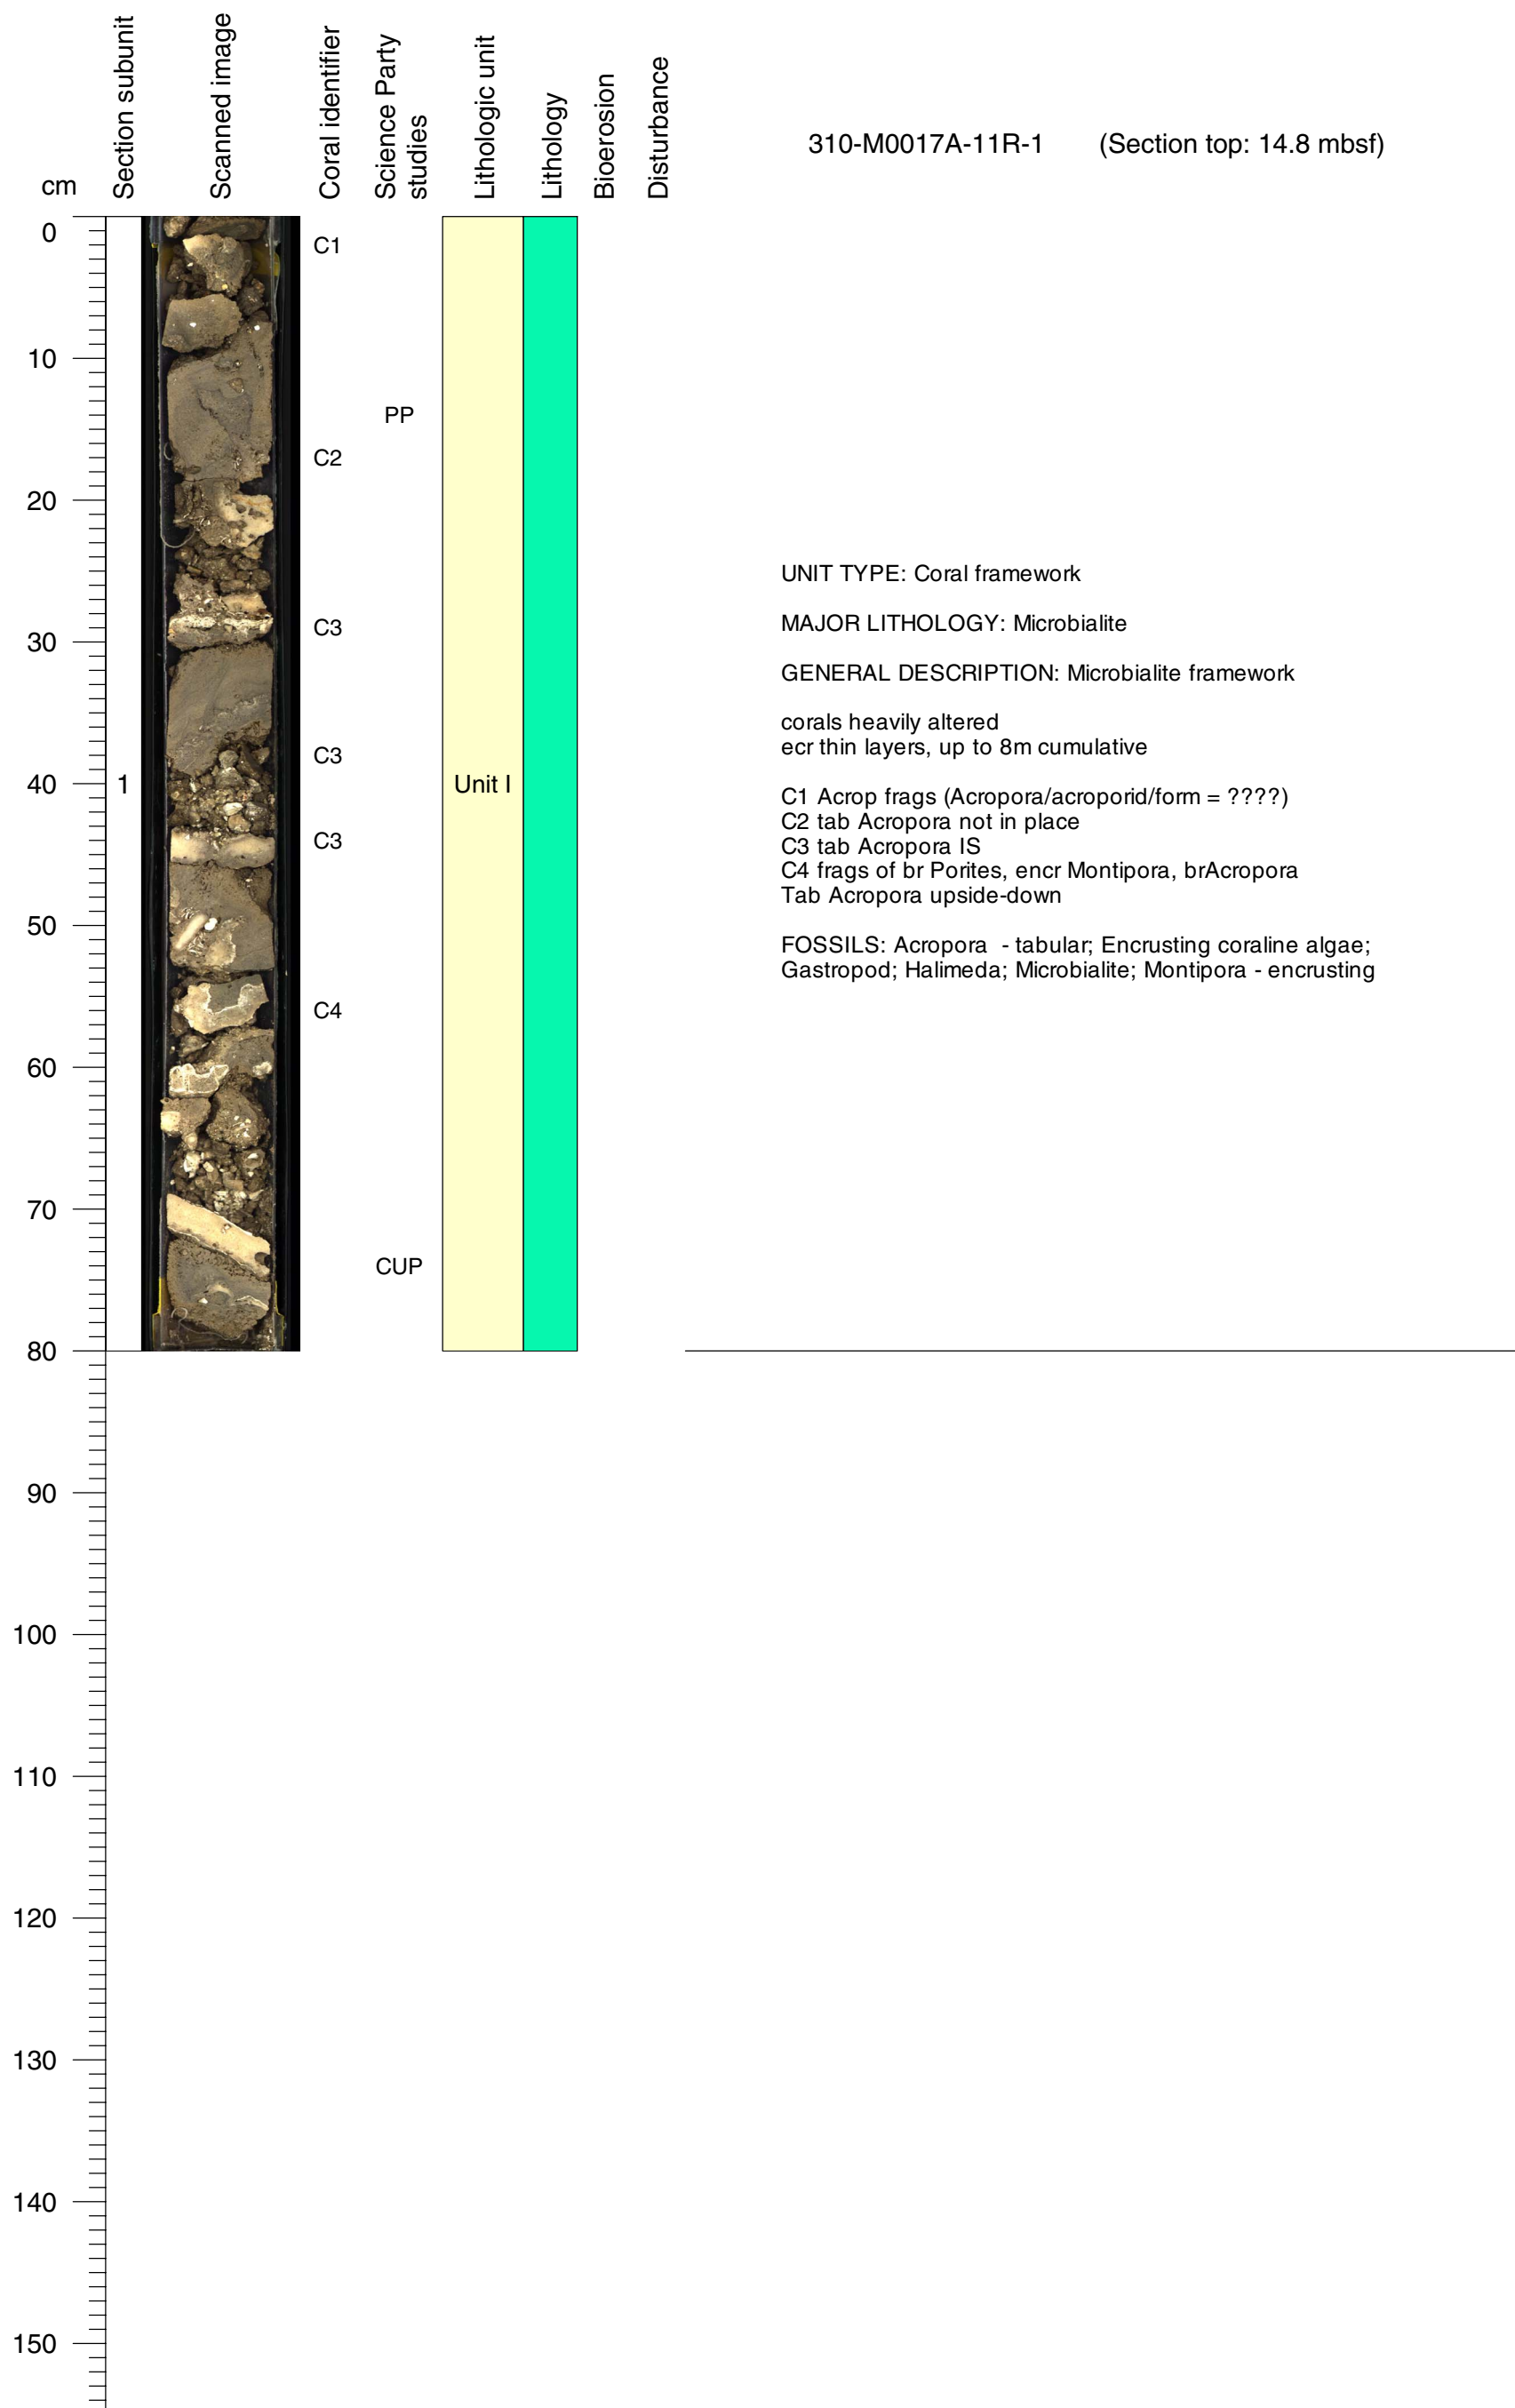 Section subunit
Scanned image
Coral identifier
Science Party
studies
Lithologic unit
Lithology
Bioerosion
Disturbance
310-M0017A-11R-1 (Section top: 14.8 mbsf)
cm
0
C1
10
PP
C2
20
UNIT TYPE: Coral framework
MAJOR LITHOLOGY: Microbialite
C3
30
GENERAL DESCRIPTION: Microbialite framework
corals heavily altered
ecr thin layers, up to 8m cumulative
C3
40
1
Unit I
C1 Acrop frags (Acropora/acroporid/form = ????)
C2 tab Acropora not in place
C3
C3 tab Acropora IS
C4 frags of br Porites, encr Montipora, brAcropora
Tab Acropora upside-down
50
FOSSILS: Acropora - tabular; Encrusting coraline algae;
Gastropod; Halimeda; Microbialite; Montipora - encrusting
C4
60
70
CUP
80
90
100
110
120
130
140
150